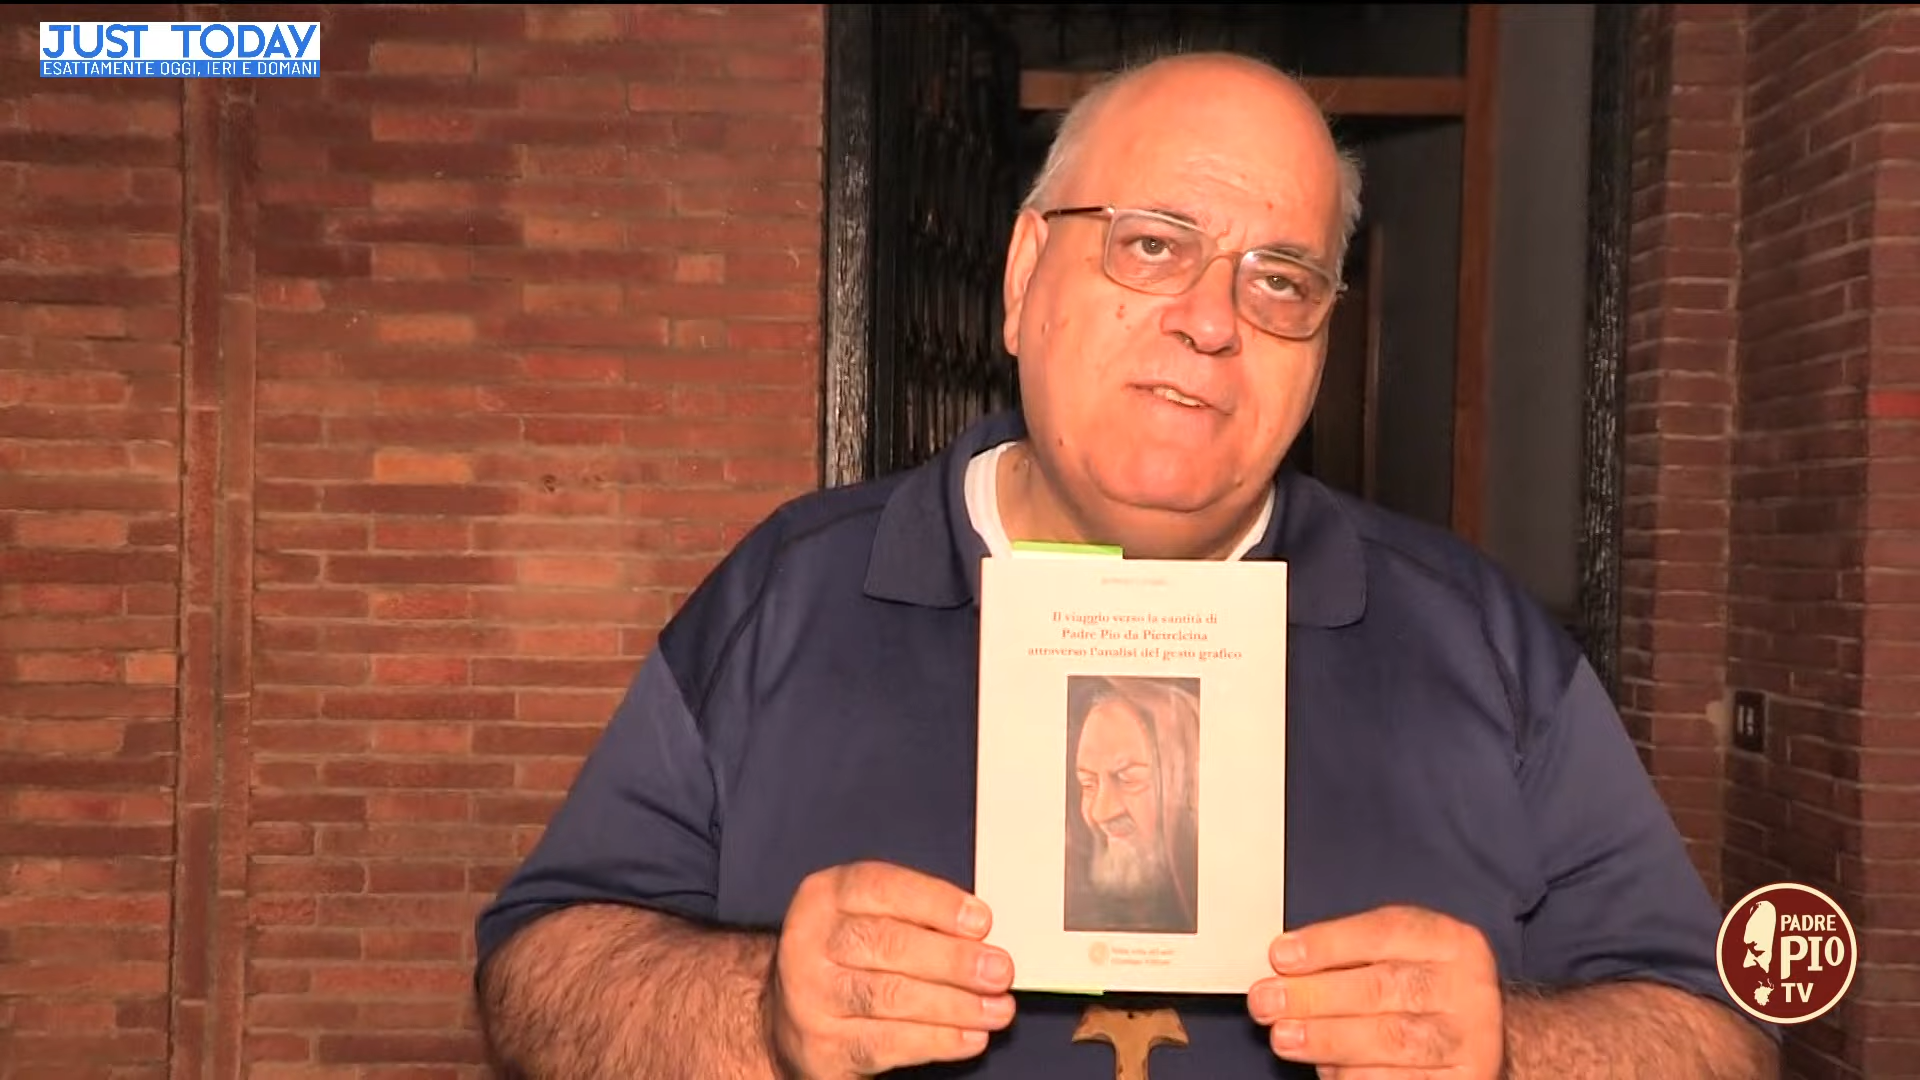 JUST TODAY
ESATTAMENTE OGGI, IERI E DOMANI
Il viaggio verso la santità di
Padre Pio da Pietrelcina
attraverso l'analisi del gesto grafico
PADRE
PIO
TV